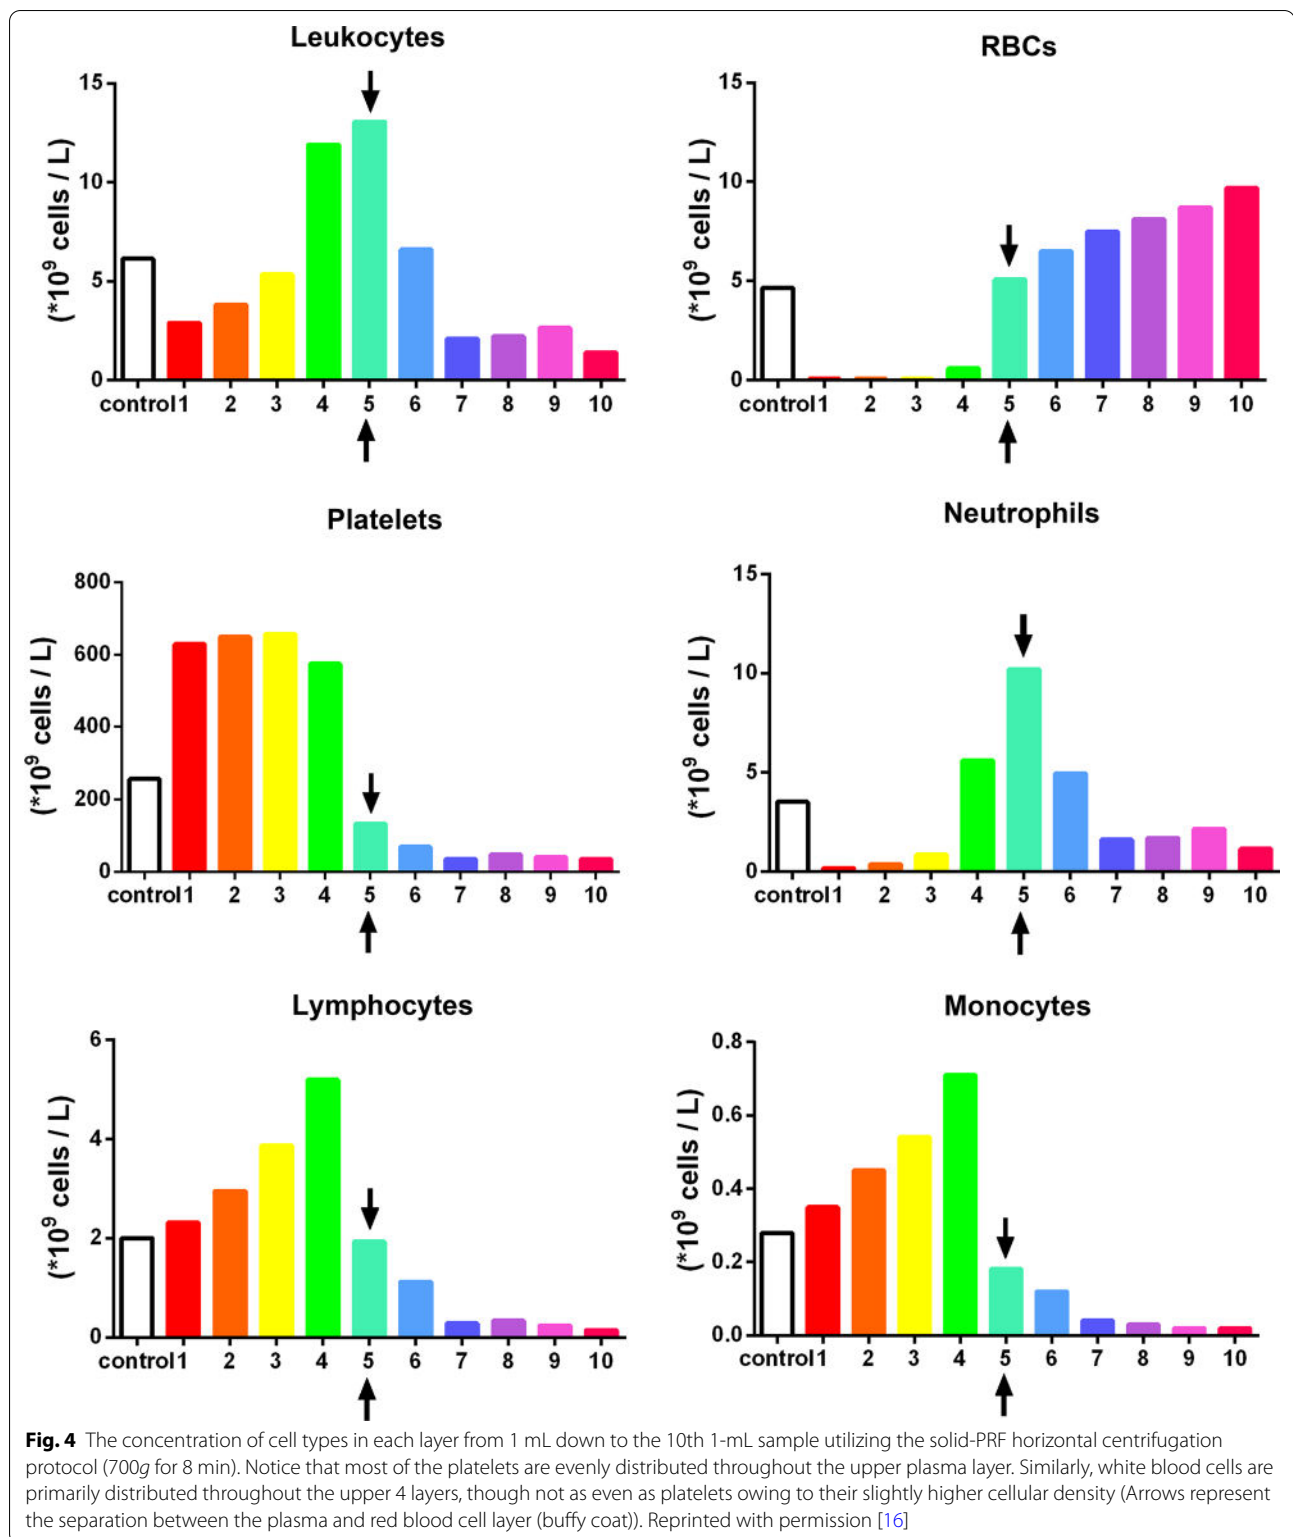 Leukocytes
15
10
5
0
(*10⁹ cells / L)
control 1 2 3 4 5 6 7 8 9 10
RBCs
15
10
5
0
(*10⁹ cells / L)
control 1 2 3 4 5 6 7 8 9 10
Platelets
800
600
400
200
0
(*10⁹ cells / L)
control 1 2 3 4 5 6 7 8 9 10
Neutrophils
15
10
5
0
(*10⁹ cells / L)
control 1 2 3 4 5 6 7 8 9 10
Lymphocytes
6
4
2
0
(*10⁹ cells / L)
control 1 2 3 4 5 6 7 8 9 10
Monocytes
0.8
0.6
0.4
0.2
0.0
(*10⁹ cells / L)
control 1 2 3 4 5 6 7 8 9 10
Fig. 4 The concentration of cell types in each layer from 1 mL down to the 10th 1-mL sample utilizing the solid-PRF horizontal centrifugation
protocol (700g for 8 min). Notice that most of the platelets are evenly distributed throughout the upper plasma layer. Similarly, white blood cells are
primarily distributed throughout the upper 4 layers, though not as even as platelets owing to their slightly higher cellular density (Arrows represent
the separation between the plasma and red blood cell layer (buffy coat)). Reprinted with permission [16]